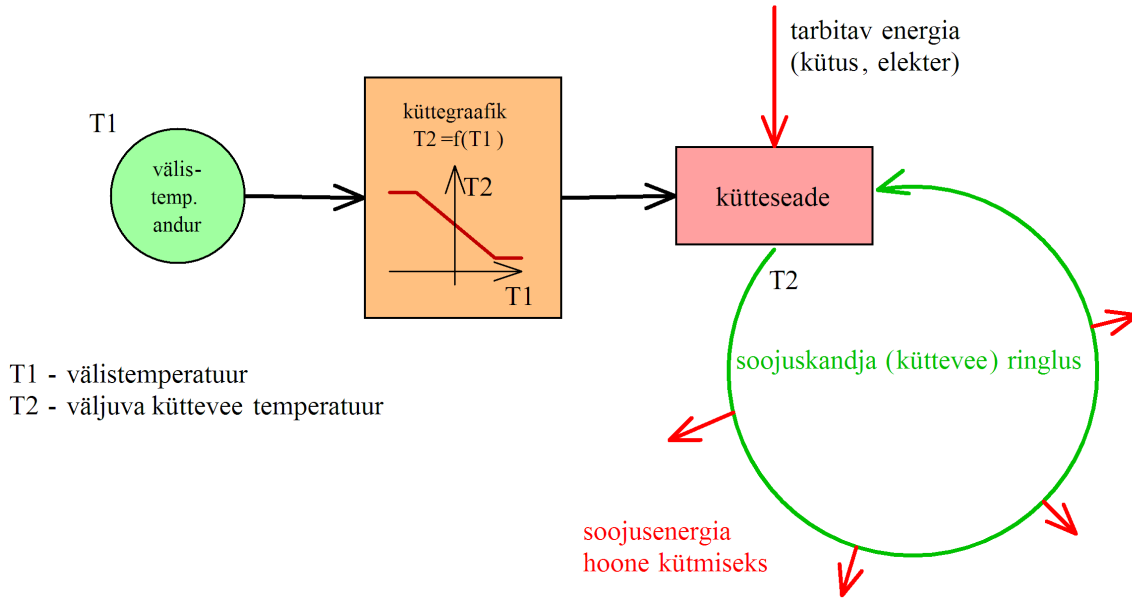 T1
välis-
temp.
andur
küttegraafik
T2 =f(T1 )
T2
T1
tarbitav energia
(kütus, elekter)
kütteseade
T2
soojuskandja (küttevee) ringlus
T1 - välistemperatuur
T2 - väljuva küttevee temperatuur
soojusenergia
hoone kütmiseks